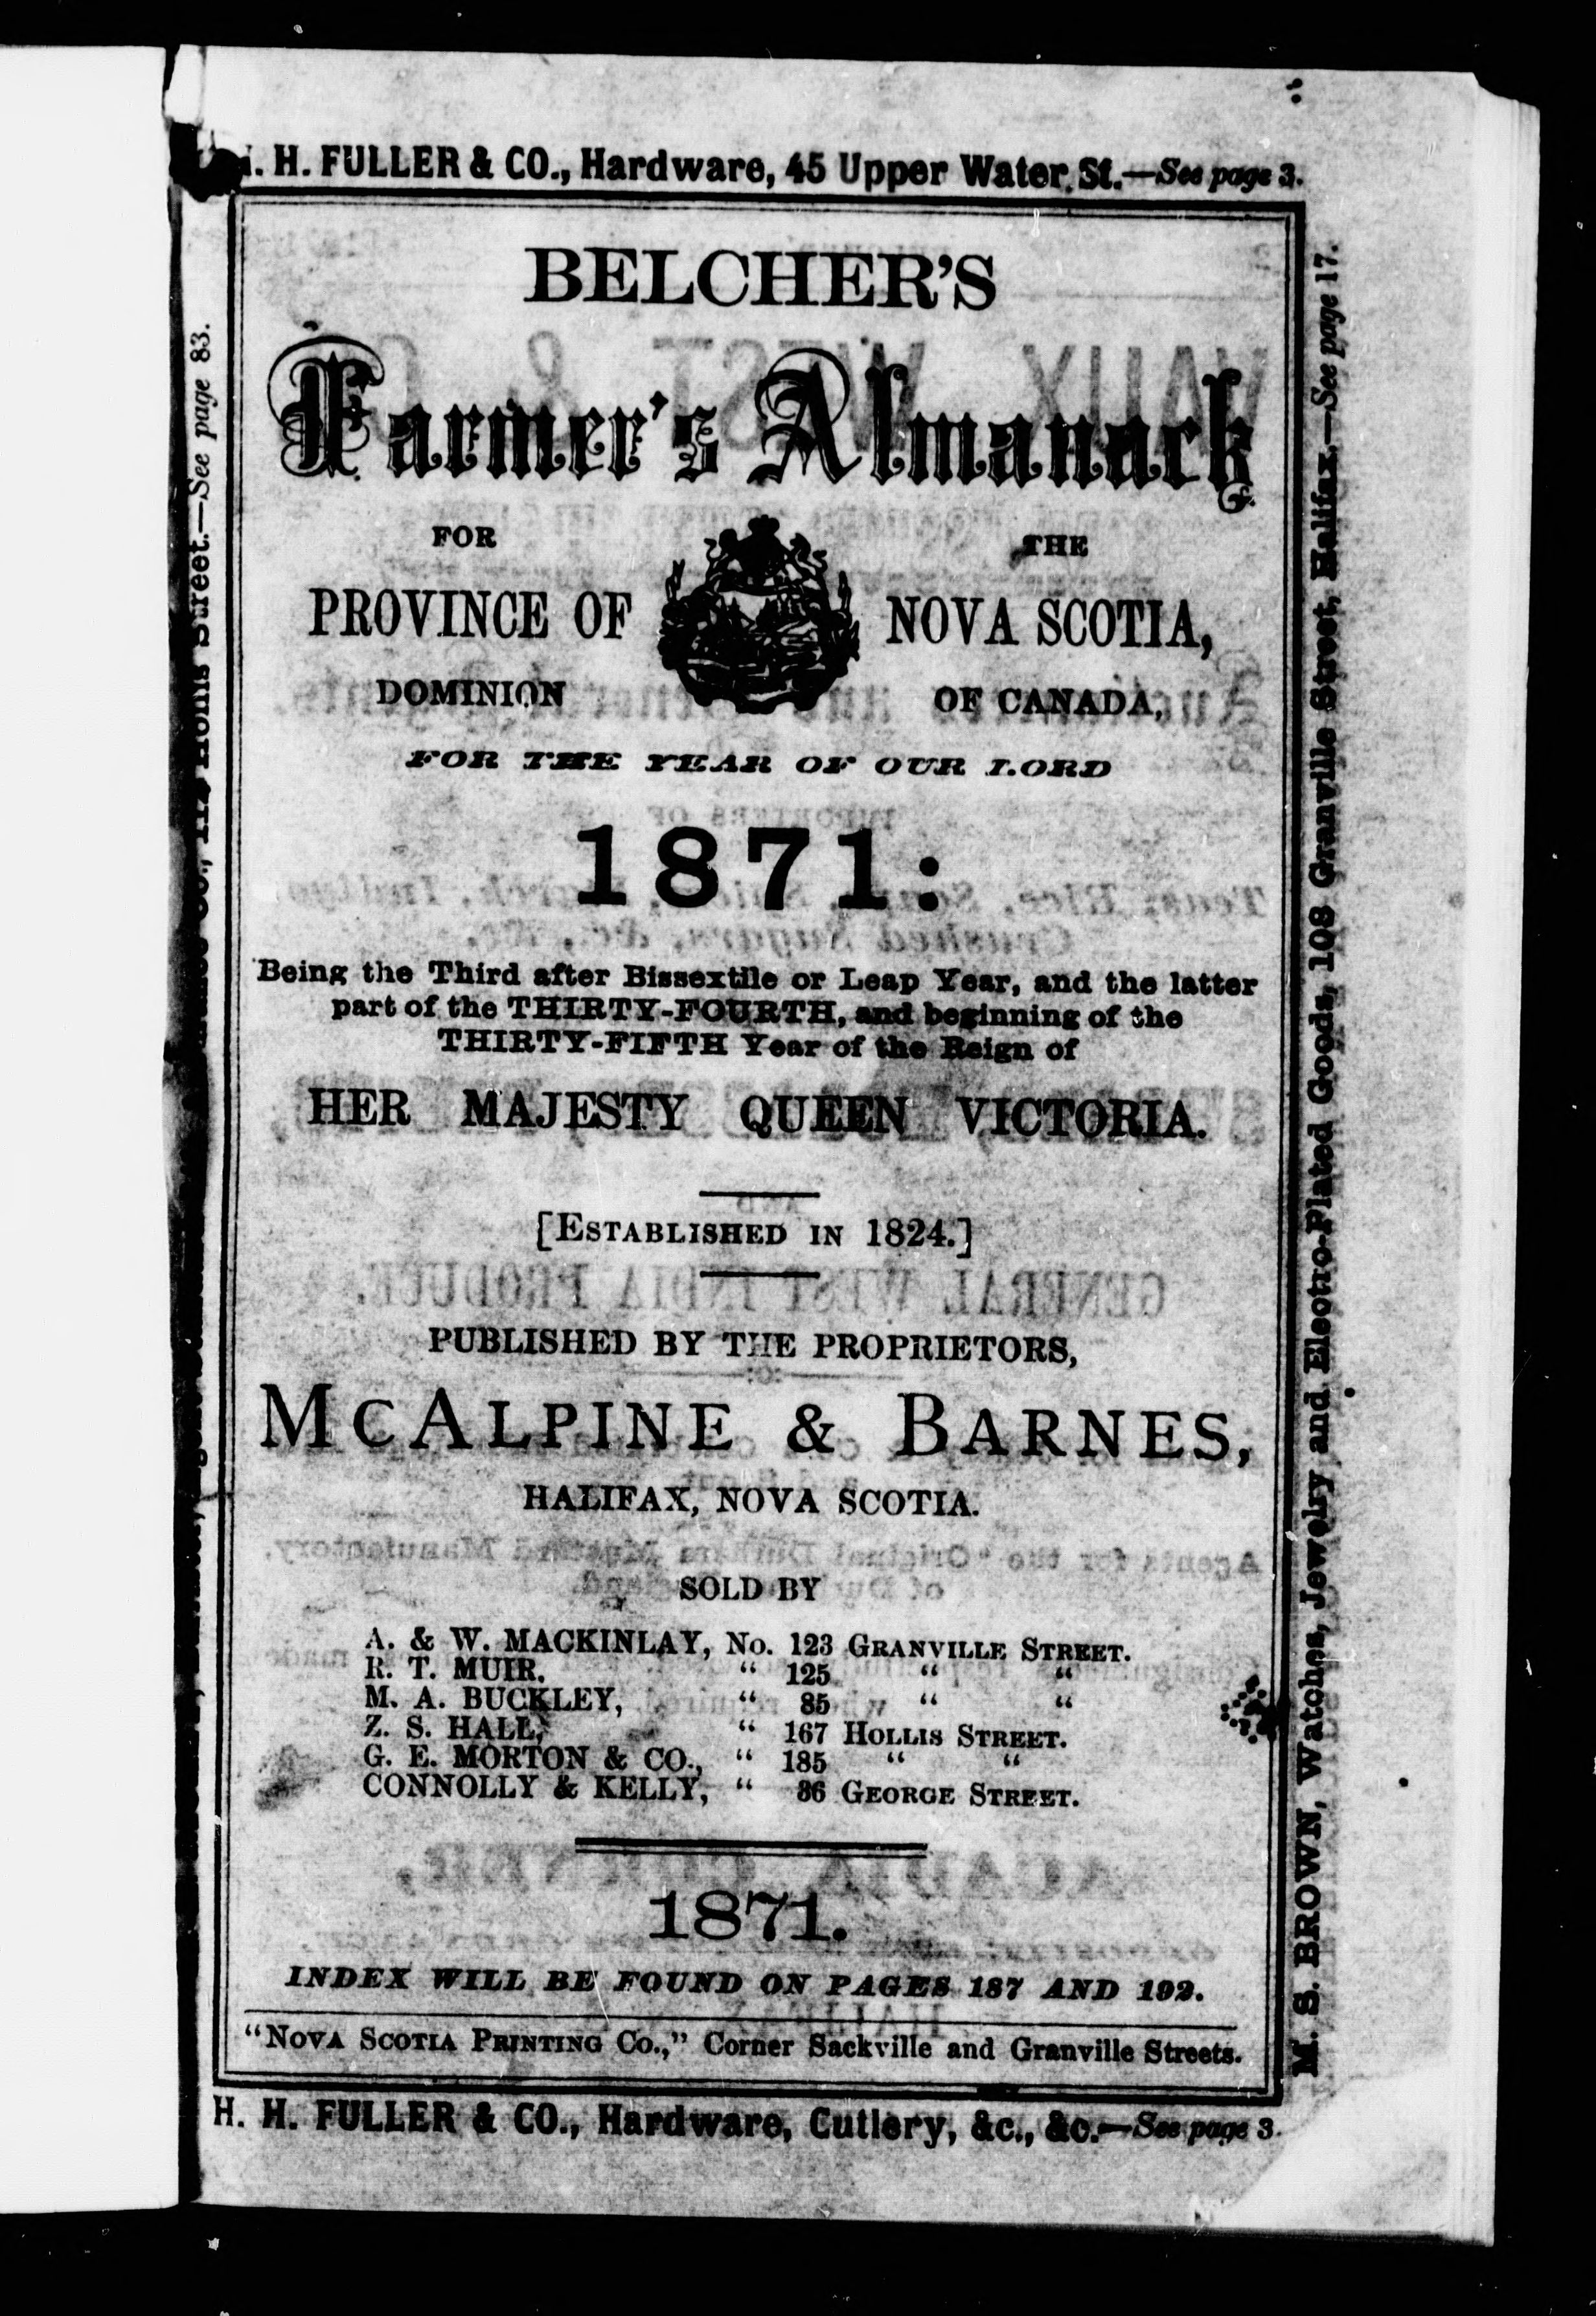 H. FULLER & CO., Hardware, 45 Upper Water St.—See page 3.
BELCHER'S
Farmer's Almanack
FOR THE
PROVINCE OF NOVA SCOTIA,
DOMINION OF CANADA,
FOR THE YEAR OF OUR LORD
1871:
Being the Third after Bissextile or Leap Year, and the latter
part of the THIRTY-FOURTH, and beginning of the
THIRTY-FIFTH Year of the Reign of
HER MAJESTY QUEEN VICTORIA.
[ESTABLISHED IN 1824.]
PUBLISHED BY THE PROPRIETORS,
MCALPINE & BARNES,
HALIFAX, NOVA SCOTIA.
SOLD BY
A. & W. MACKINLAY, No. 123 GRANVILLE STREET.
R. T. MUIR, " 125 " "
M. A. BUCKLEY, " 85 " "
Z. S. HALL, " 167 HOLLIS STREET.
G. E. MORTON & CO., " 185 " "
CONNOLLY & KELLY, " 36 GEORGE STREET.
1871.
INDEX WILL BE FOUND ON PAGES 187 AND 192.
"NOVA SCOTIA PRINTING CO.," Corner Sackville and Granville Streets.
H. H. FULLER & CO., Hardware, Cutlery, &c., &c.—See page 3.
Hollis Street.—See page 83.
M. S. BROWN, Watches, Jewelry and Electro-Plated Goods, 108 Granville Street, Halifax.—See page 17.